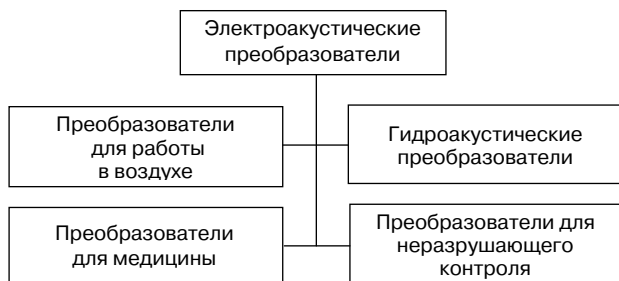 Электроакустические
преобразователи
Преобразователи
для работы
в воздухе
Гидроакустические
преобразователи
Преобразователи
для медицины
Преобразователи для
неразрушающего
контроля